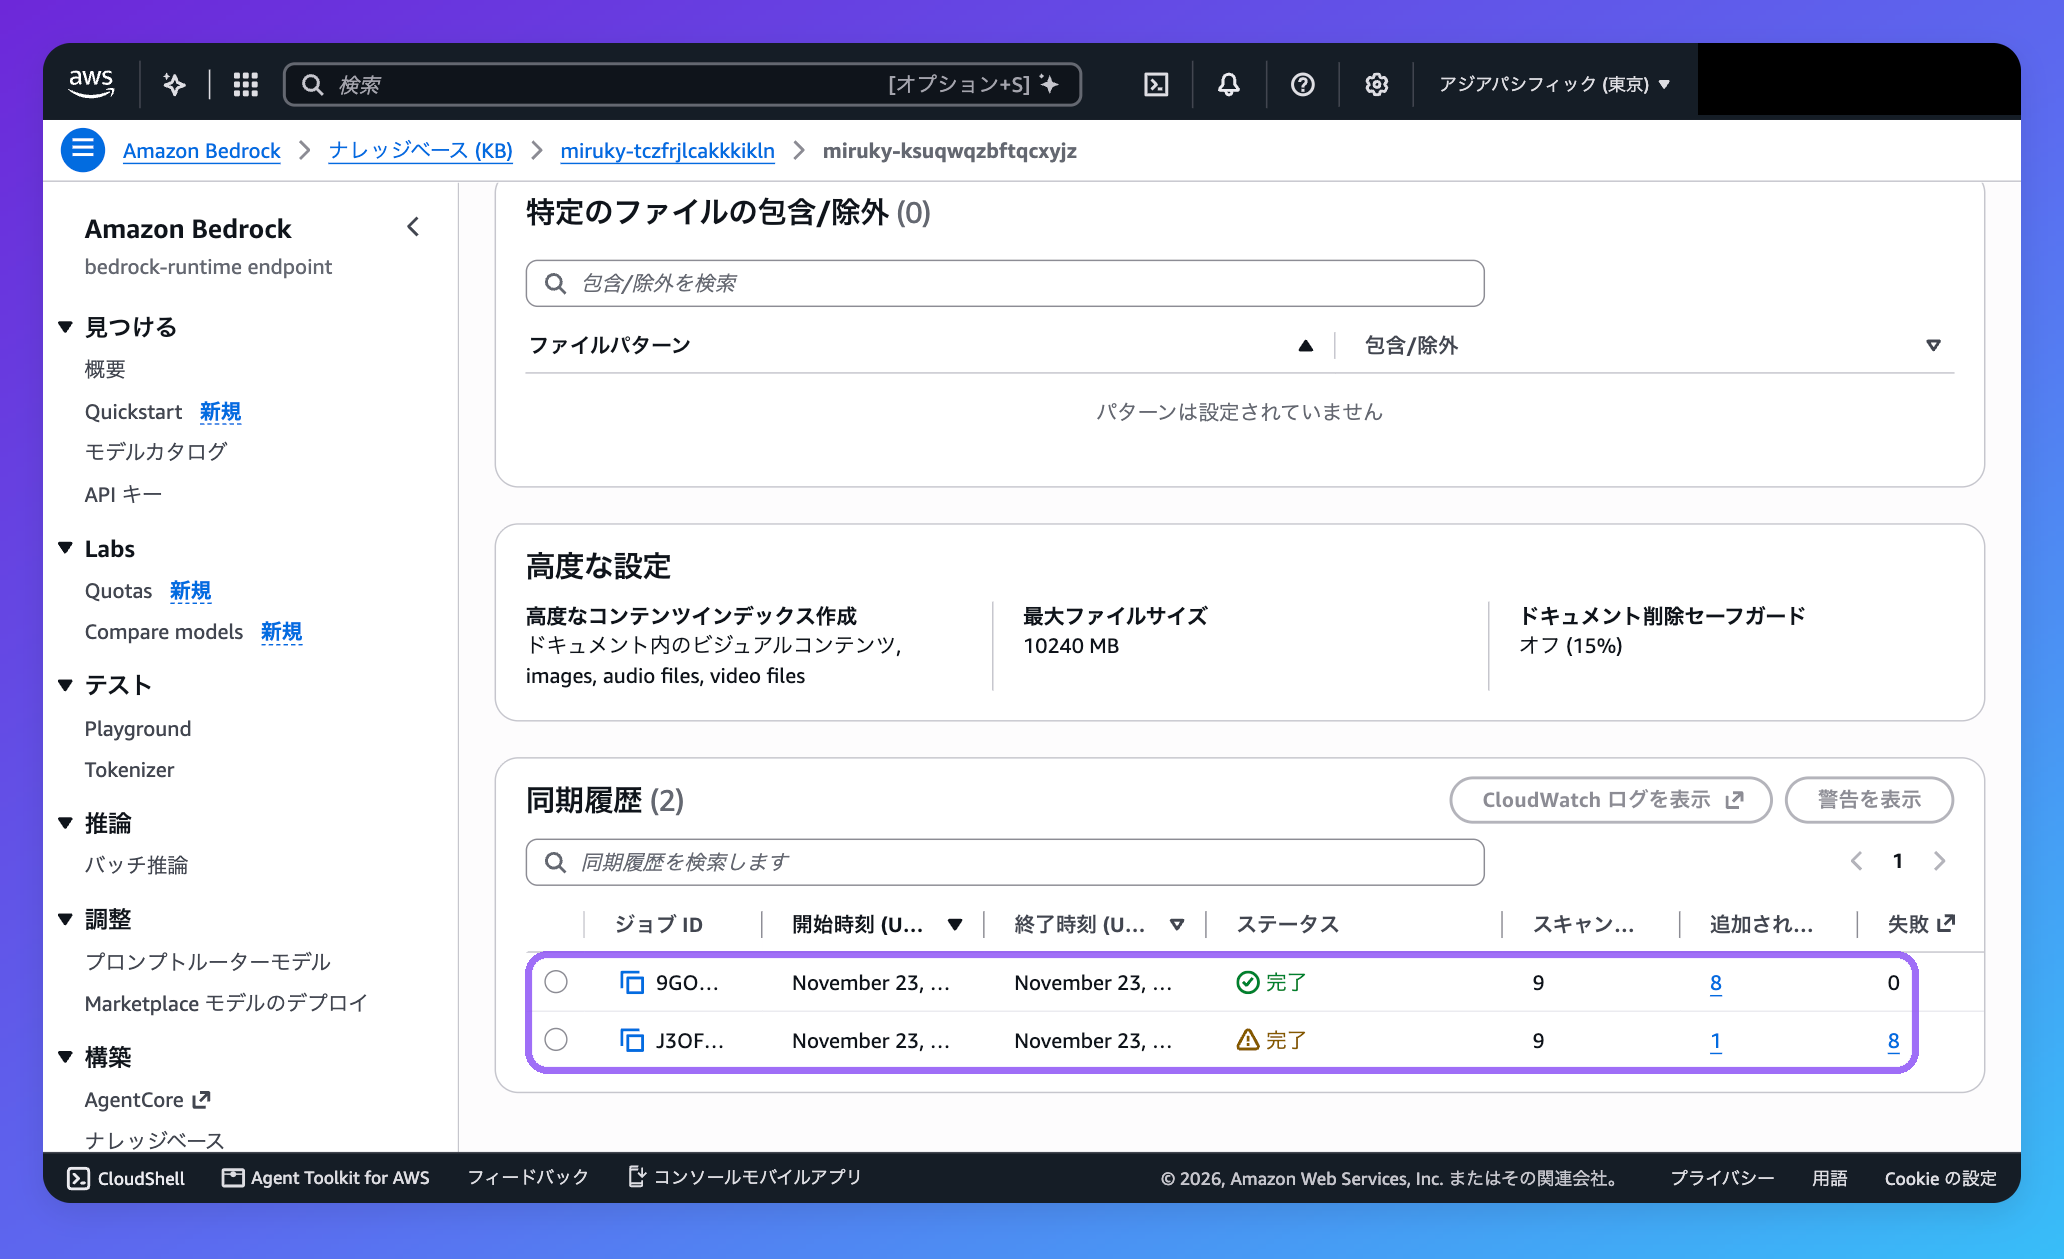 aws
検索
[オプション+S]
アジアパシフィック (東京) ▼
Amazon Bedrock
ナレッジベース (KB)
miruky-tczfrjlcakkkikln
miruky-ksuqwqzbftqcxyjz
Amazon Bedrock
bedrock-runtime endpoint
見つける
概要
Quickstart 新規
モデルカタログ
API キー
Labs
Quotas 新規
Compare models 新規
テスト
Playground
Tokenizer
推論
バッチ推論
調整
プロンプトルーターモデル
Marketplace モデルのデプロイ
構築
AgentCore
ナレッジベース
特定のファイルの包含/除外 (0)
包含/除外を検索
ファイルパターン 包含/除外
パターンは設定されていません
高度な設定
高度なコンテンツインデックス作成
ドキュメント内のビジュアルコンテンツ,
images, audio files, video files
最大ファイルサイズ
10240 MB
ドキュメント削除セーフガード
オフ (15%)
同期履歴 (2)
CloudWatch ログを表示
警告を表示
同期履歴を検索します
1
ジョブ ID 開始時刻 (U... 終了時刻 (U... ステータス スキャン... 追加され... 失敗
9GO... November 23, ... November 23, ... 完了 9 8 0
J3OF... November 23, ... November 23, ... 完了 9 1 8
CloudShell
Agent Toolkit for AWS
フィードバック
コンソールモバイルアプリ
© 2026, Amazon Web Services, Inc. またはその関連会社。
プライバシー
用語
Cookie の設定